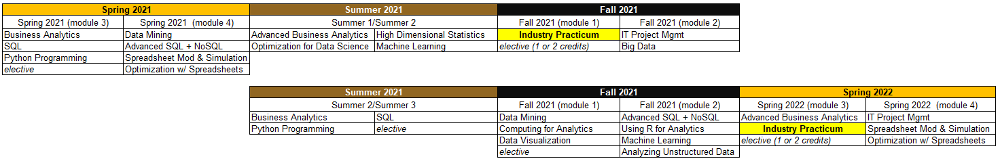 Spring 2021 Summer 2021 Fall 2021
Spring 2021 (module 3) Spring 2021  (module 4) Summer 1/Summer 2 Fall 2021 (module 1) Fall 2021 (module 2)
Business Analytics Data Mining Advanced Business Analytics High Dimensional Statistics Industry Practicum IT Project Mgmt
SQL Advanced SQL + NoSQL Optimization for Data Science Machine Learning elective (1 or 2 credits) Big Data
Python Programming Spreadsheet Mod & Simulation
elective Optimization w/ Spreadsheets
Summer 2021 Fall 2021 Spring 2022
Summer 2/Summer 3 Fall 2021 (module 1) Fall 2021 (module 2) Spring 2022 (module 3) Spring 2022  (module 4)
Business Analytics SQL Data Mining Advanced SQL + NoSQL Advanced Business Analytics IT Project Mgmt
Python Programming elective Computing for Analytics Using R for Analytics Industry Practicum Spreadsheet Mod & Simulation
Data Visualization Machine Learning elective (1 or 2 credits) Optimization w/ Spreadsheets
elective Analyzing Unstructured Data